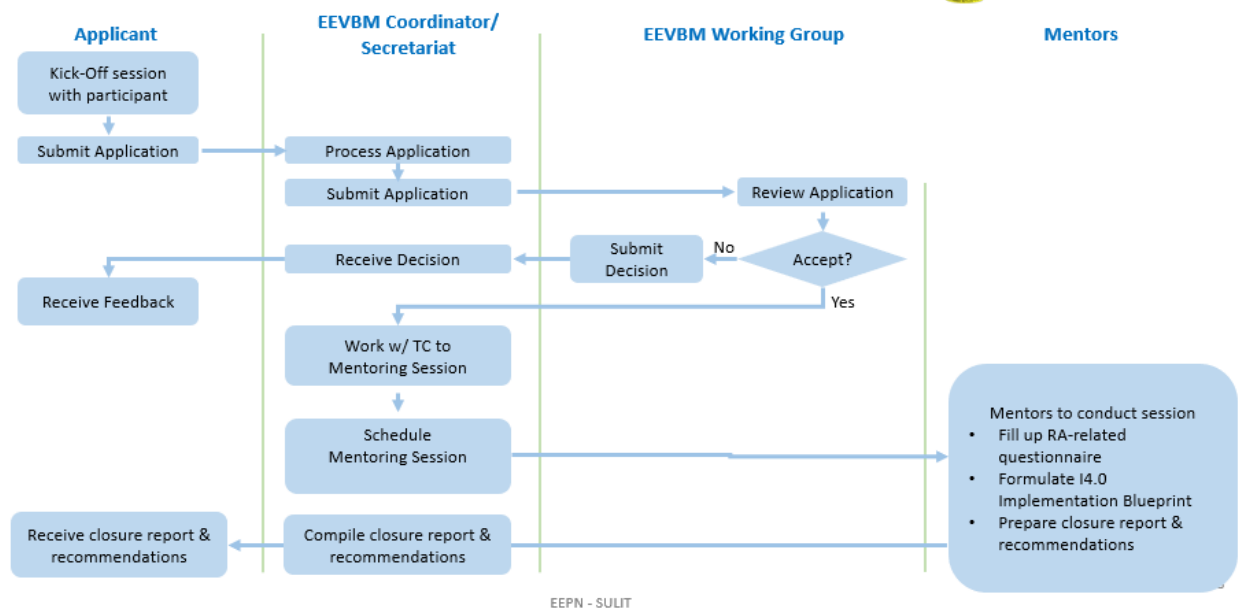 Applicant
EEVBM Coordinator/
Secretariat
EEVBM Working Group
Mentors
Kick-Off session
with participant
Submit Application
Process Application
Submit Application
Review Application
Accept?
No
Submit
Decision
Receive Decision
Receive Feedback
Yes
Work w/ TC to
Mentoring Session
Schedule
Mentoring Session
Mentors to conduct session
• Fill up RA-related
questionnaire
• Formulate I4.0
Implementation Blueprint
• Prepare closure report &
recommendations
Compile closure report &
recommendations
Receive closure report &
recommendations
EEPN - SULIT